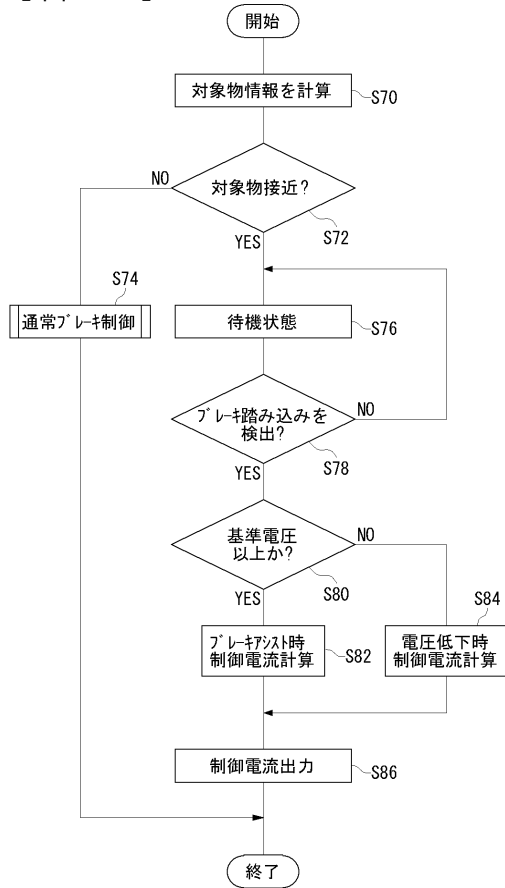 開始
対象物情報を計算
S70
対象物接近?
NO
S72
YES
S74
通常ブレーキ制御
待機状態
S76
ブレーキ踏み込みを
検出?
NO
S78
YES
基準電圧
以上か?
NO
S80
YES
S84
ブレーキアシスト時
制御電流計算
S82
電圧低下時
制御電流計算
制御電流出力
S86
終了